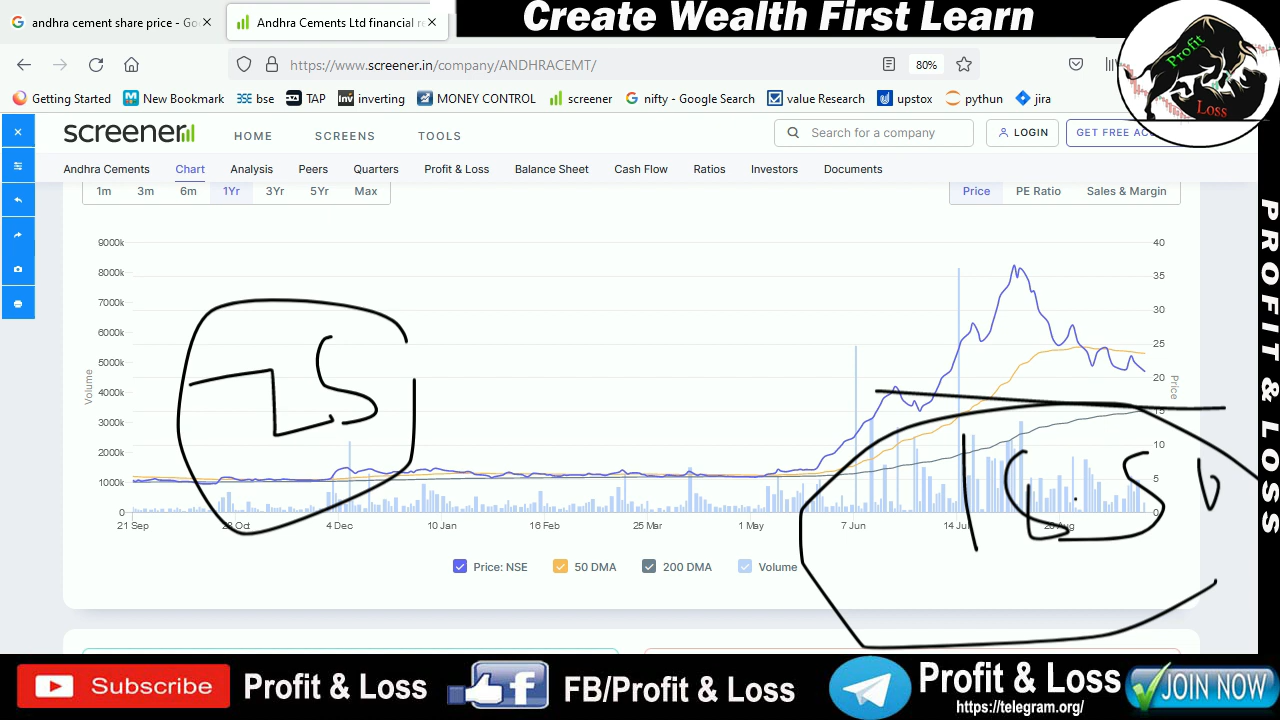 Create Wealth First Learn
andhra cement share price - Go
Andhra Cements Ltd financial re
https://www.screener.in/company/ANDHRACEMT/
80%
Profit
Loss
Getting Started
New Bookmark
bse
TAP
inverting
MONEY CONTROL
screener
nifty - Google Search
value Research
upstox
pythun
jira
screener
HOME
SCREENS
TOOLS
Search for a company
LOGIN
GET FREE ACC
Andhra Cements
Chart
Analysis
Peers
Quarters
Profit & Loss
Balance Sheet
Cash Flow
Ratios
Investors
Documents
1m
3m
6m
1Yr
3Yr
5Yr
Max
Price
PE Ratio
Sales & Margin
9000k
8000k
7000k
6000k
5000k
4000k
3000k
2000k
1000k
0
Volume
40
35
30
25
20
15
10
5
0
Price
21 Sep
28 Oct
4 Dec
10 Jan
16 Feb
25 Mar
1 May
7 Jun
14 Jul
20 Aug
Price: NSE
50 DMA
200 DMA
Volume
PROFIT & LOSS
Subscribe
Profit & Loss
FB/Profit & Loss
Profit & Loss
https://telegram.org/
JOIN NOW